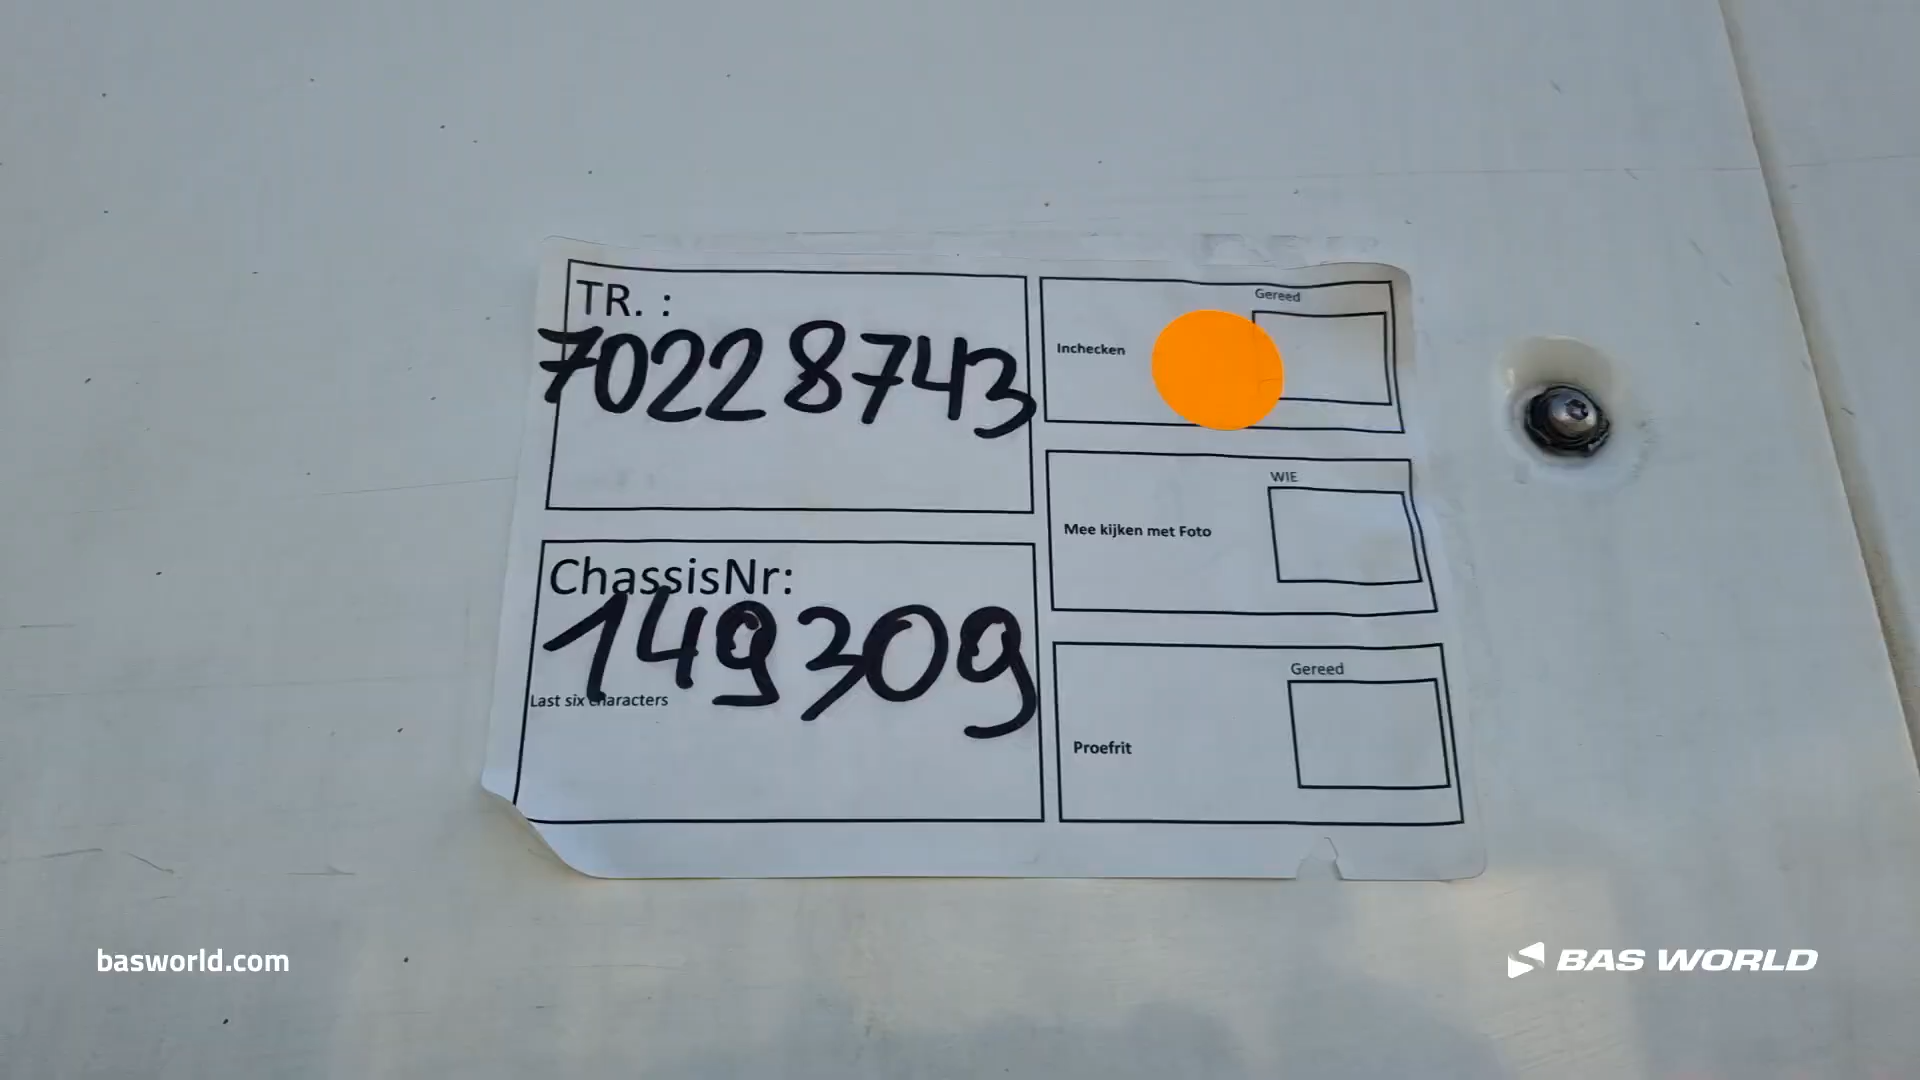 TR. :
70228743
ChassisNr:
149309
Last six characters
Gereed
Inchecken
WIE
Mee kijken met Foto
Gereed
Proefrit
basworld.com
BAS WORLD